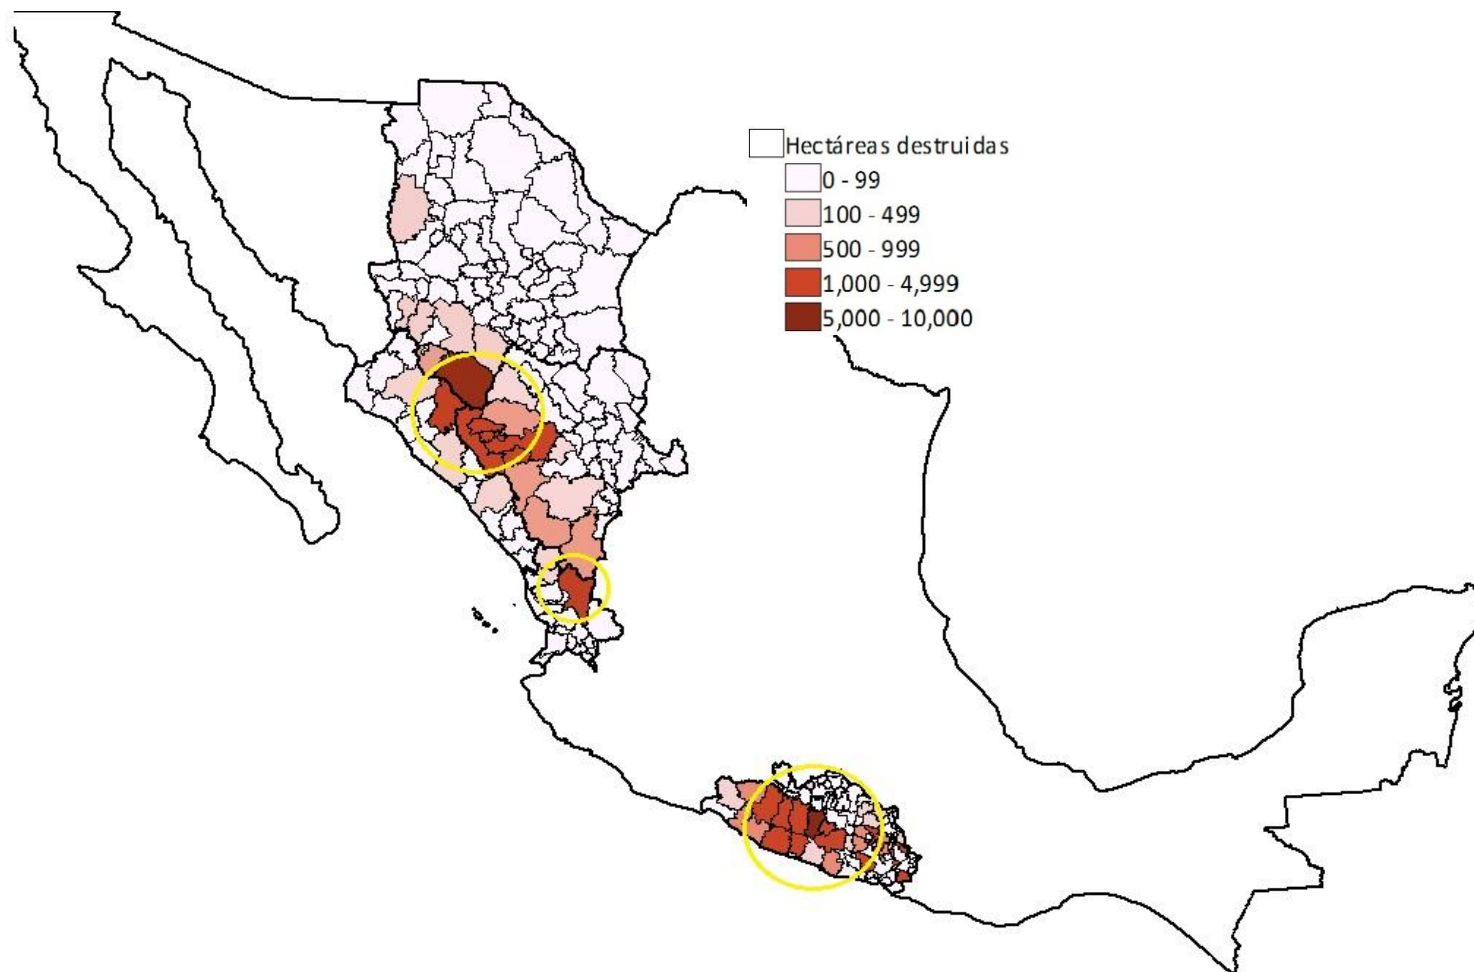 Hectáreas destruidas
0 - 99
100 - 499
500 - 999
1,000 - 4,999
5,000 - 10,000